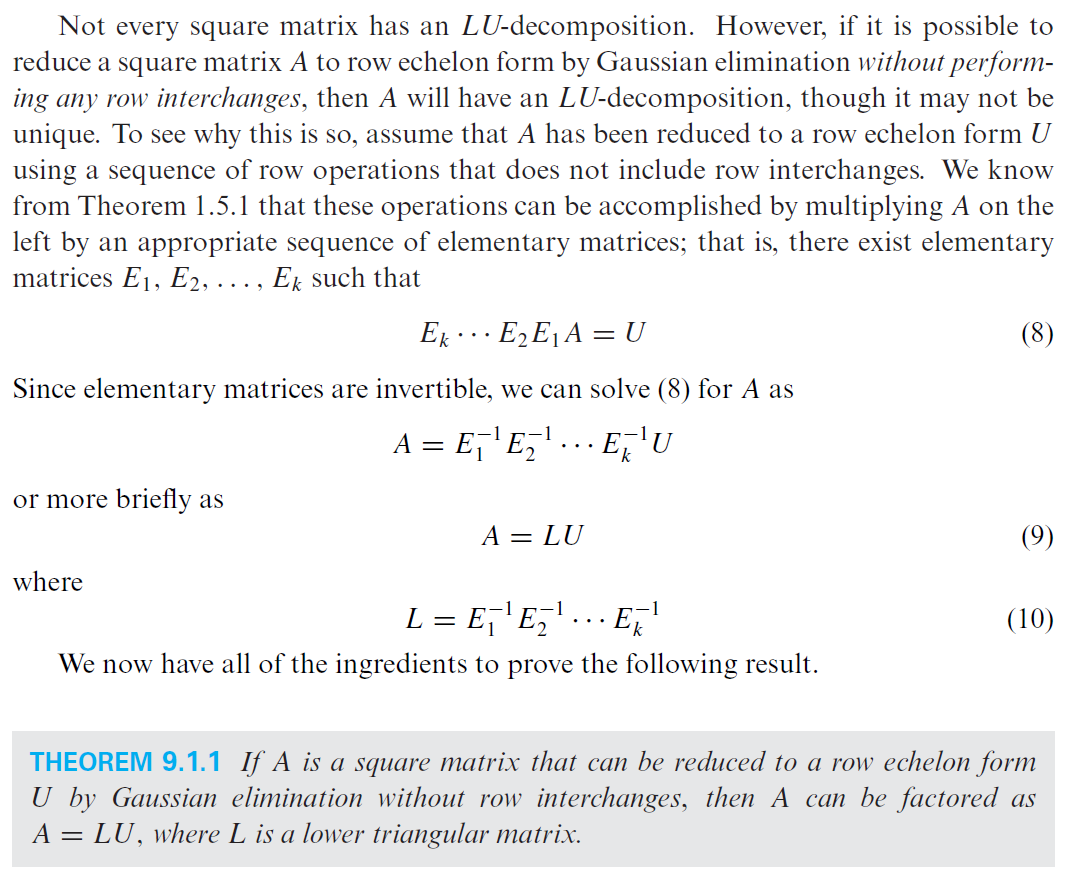 Not every square matrix has an LU-decomposition. However, if it is possible to
reduce a square matrix A to row echelon form by Gaussian elimination without perform-
ing any row interchanges, then A will have an LU-decomposition, though it may not be
unique. To see why this is so, assume that A has been reduced to a row echelon form U
using a sequence of row operations that does not include row interchanges. We know
from Theorem 1.5.1 that these operations can be accomplished by multiplying A on the
left by an appropriate sequence of elementary matrices; that is, there exist elementary
matrices E₁, E₂, . . . , Eₖ such that
Eₖ ··· E₂E₁A = U (8)
Since elementary matrices are invertible, we can solve (8) for A as
A = E₁⁻¹E₂⁻¹ ··· Eₖ⁻¹U
or more briefly as
A = LU (9)
where
L = E₁⁻¹E₂⁻¹ ··· Eₖ⁻¹ (10)
We now have all of the ingredients to prove the following result.
THEOREM 9.1.1 If A is a square matrix that can be reduced to a row echelon form
U by Gaussian elimination without row interchanges, then A can be factored as
A = LU, where L is a lower triangular matrix.